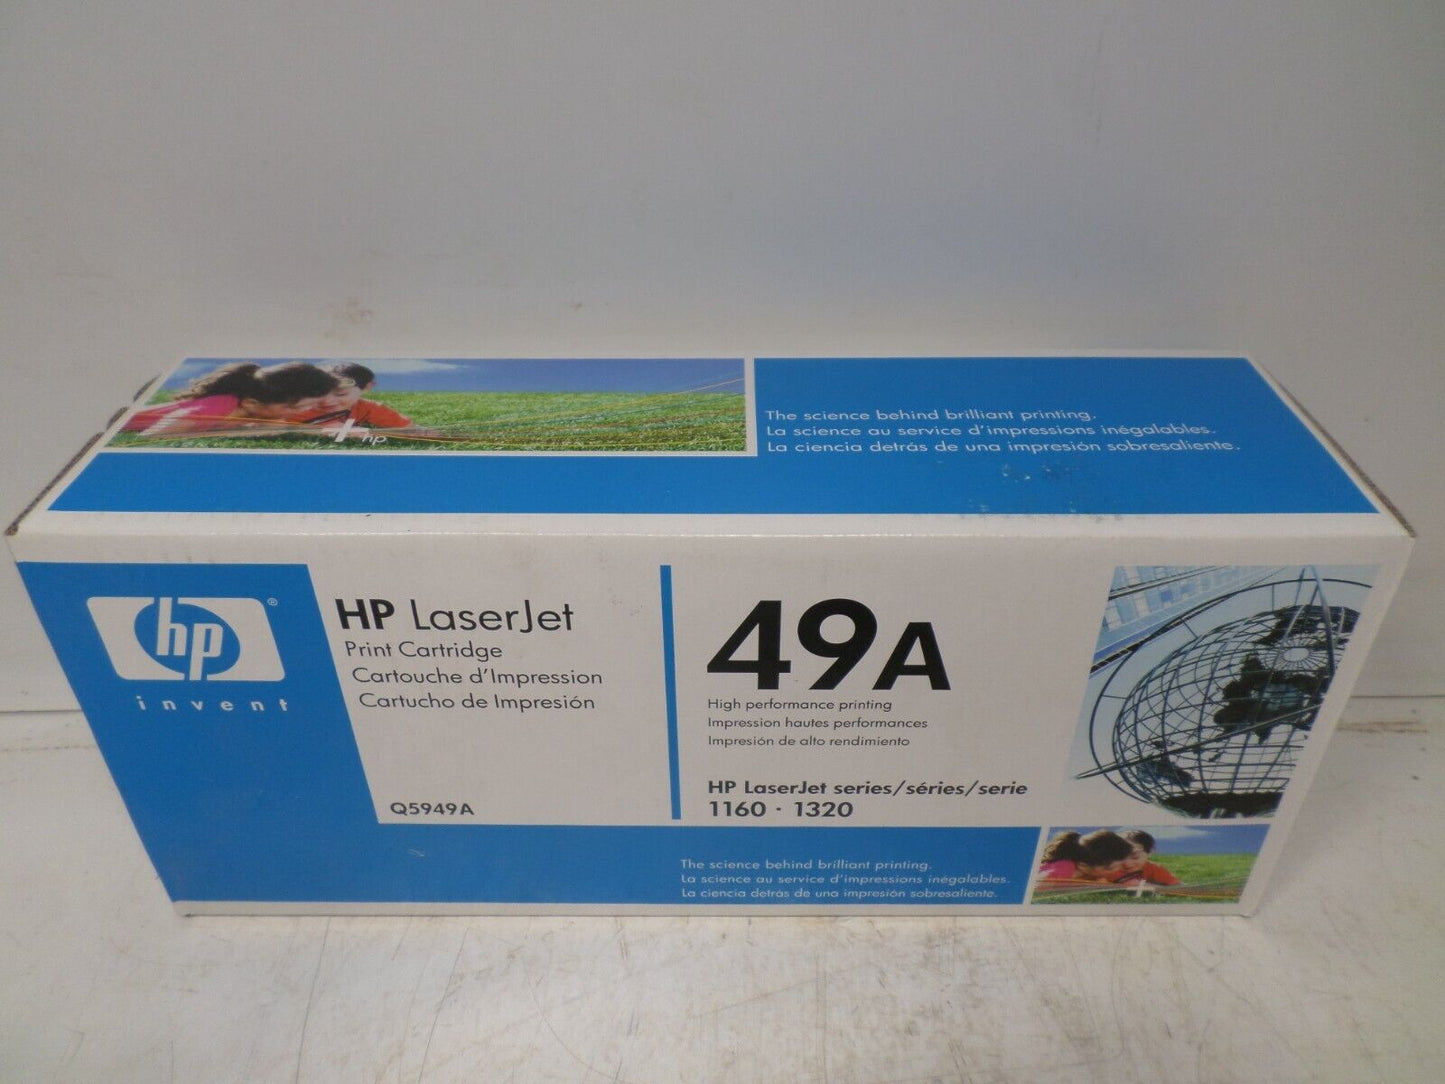 hp
The science behind brilliant printing.
La science au service d'impressions inégalables.
La ciencia detrás de una impresión sobresaliente.
hp®
invent
HP LaserJet
Print Cartridge
Cartouche d'Impression
Cartucho de Impresión
Q5949A
49A
High performance printing
Impression hautes performances
Impresión de alto rendimiento
HP LaserJet series/séries/serie
1160 · 1320
The science behind brilliant printing.
La science au service d'impressions inégalables.
La ciencia detrás de una impresión sobresaliente.